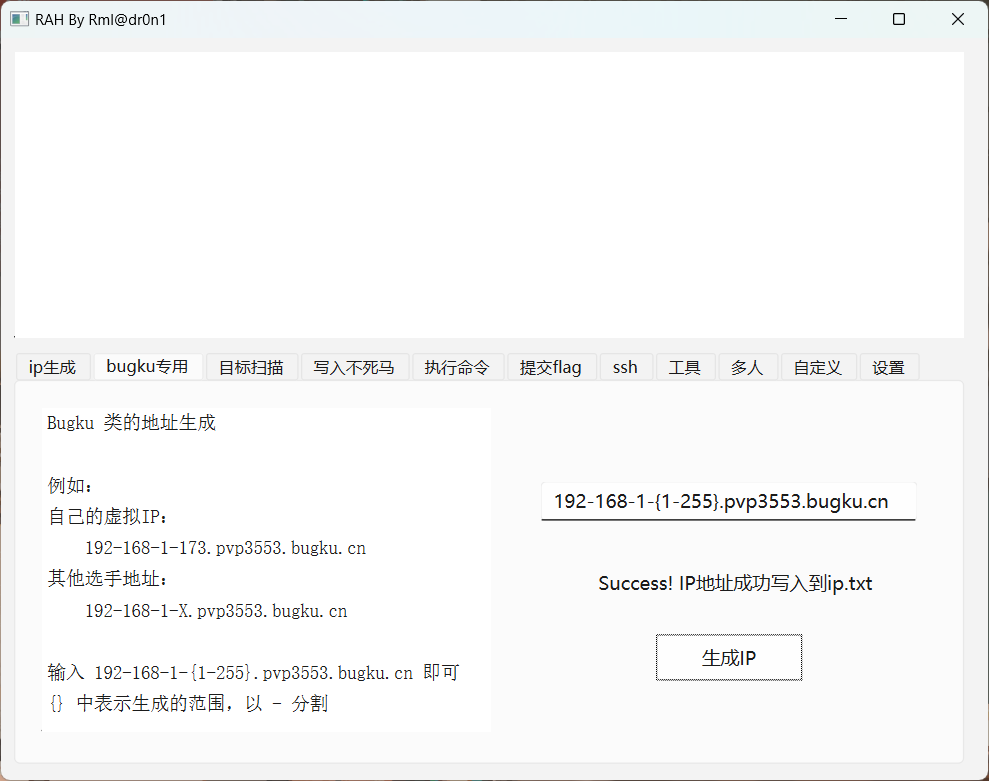 RAH By Rml@dr0n1
ip生成 bugku专用 目标扫描 写入不死马 执行命令 提交flag ssh 工具 多人 自定义 设置
Bugku 类的地址生成
例如：
自己的虚拟IP：
192-168-1-173.pvp3553.bugku.cn
其他选手地址：
192-168-1-X.pvp3553.bugku.cn
输入 192-168-1-{1-255}.pvp3553.bugku.cn 即可
{} 中表示生成的范围，以 - 分割
192-168-1-{1-255}.pvp3553.bugku.cn
Success! IP地址成功写入到ip.txt
生成IP